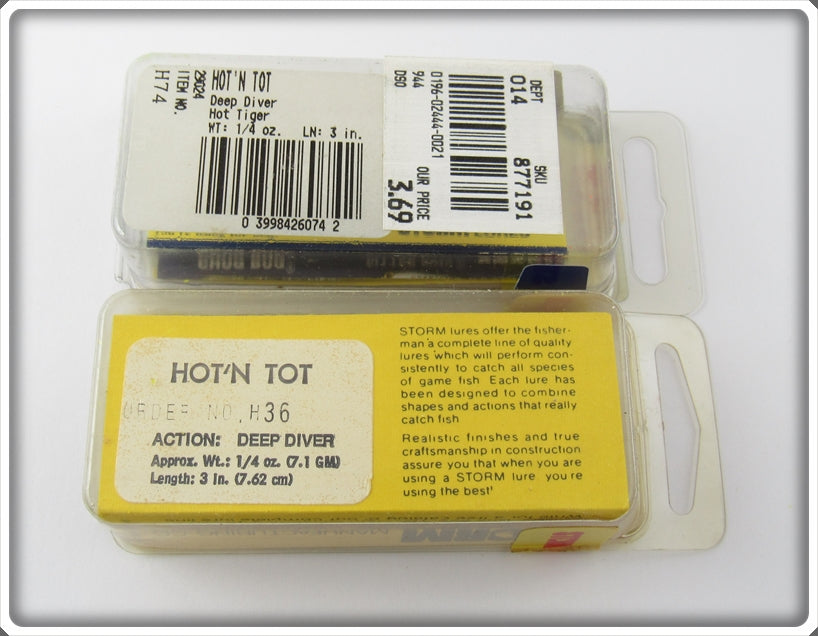 HOT'N TOT
Deep Diver
Hot Tiger
WT: 1/4 oz. LN: 3 in.
0 3998426074 2
29024
ITEM NO.
H74
DEPT
014
SKU
877191
0196-02444-0021
944
DSD
OUR PRICE
3.69
HOT'N TOT
ORDER NO. H36
ACTION: DEEP DIVER
Approx. Wt.: 1/4 oz. (7.1 GM)
Length: 3 in. (7.62 cm)
STORM lures offer the fisher-
man a complete line of quality
lures which will perform con-
sistently to catch all species
of game fish Each lure has
been designed to combine
shapes and actions that really
catch fish
Realistic finishes and true
craftsmanship in construction
assure you that when you are
using a STORM lure you're
using the best!